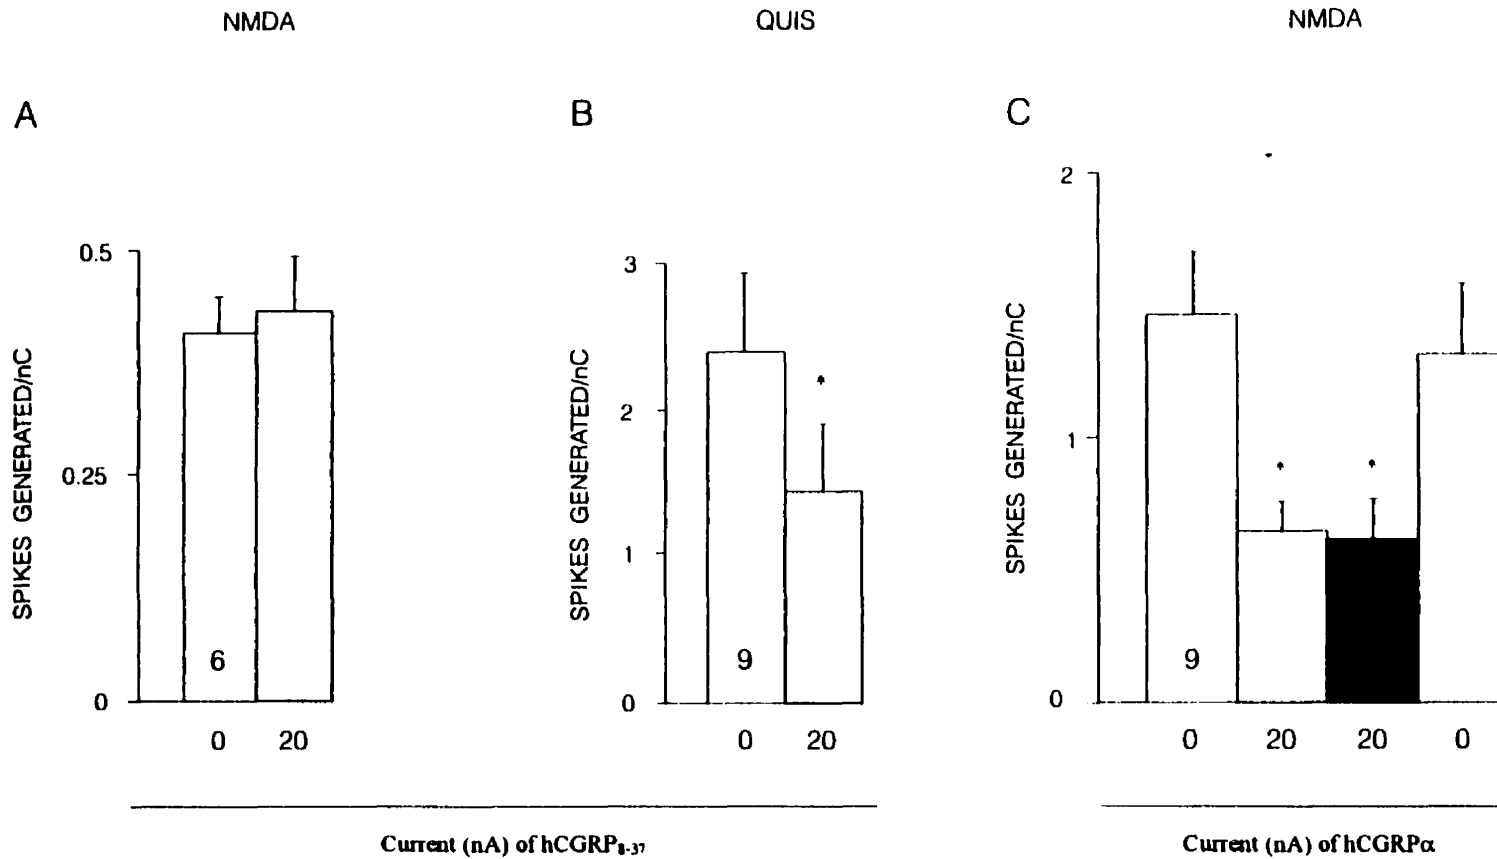 NMDA
QUIS
NMDA
A
B
C
SPIKES GENERATED/nC
0.5
0.25
0
6
0 20
SPIKES GENERATED/nC
3
2
1
0
*
9
0 20
SPIKES GENERATED/nC
2
1
0
* *
9
0 20 20 0
Current (nA) of hCGRP₈₋₃₇
Current (nA) of hCGRPα